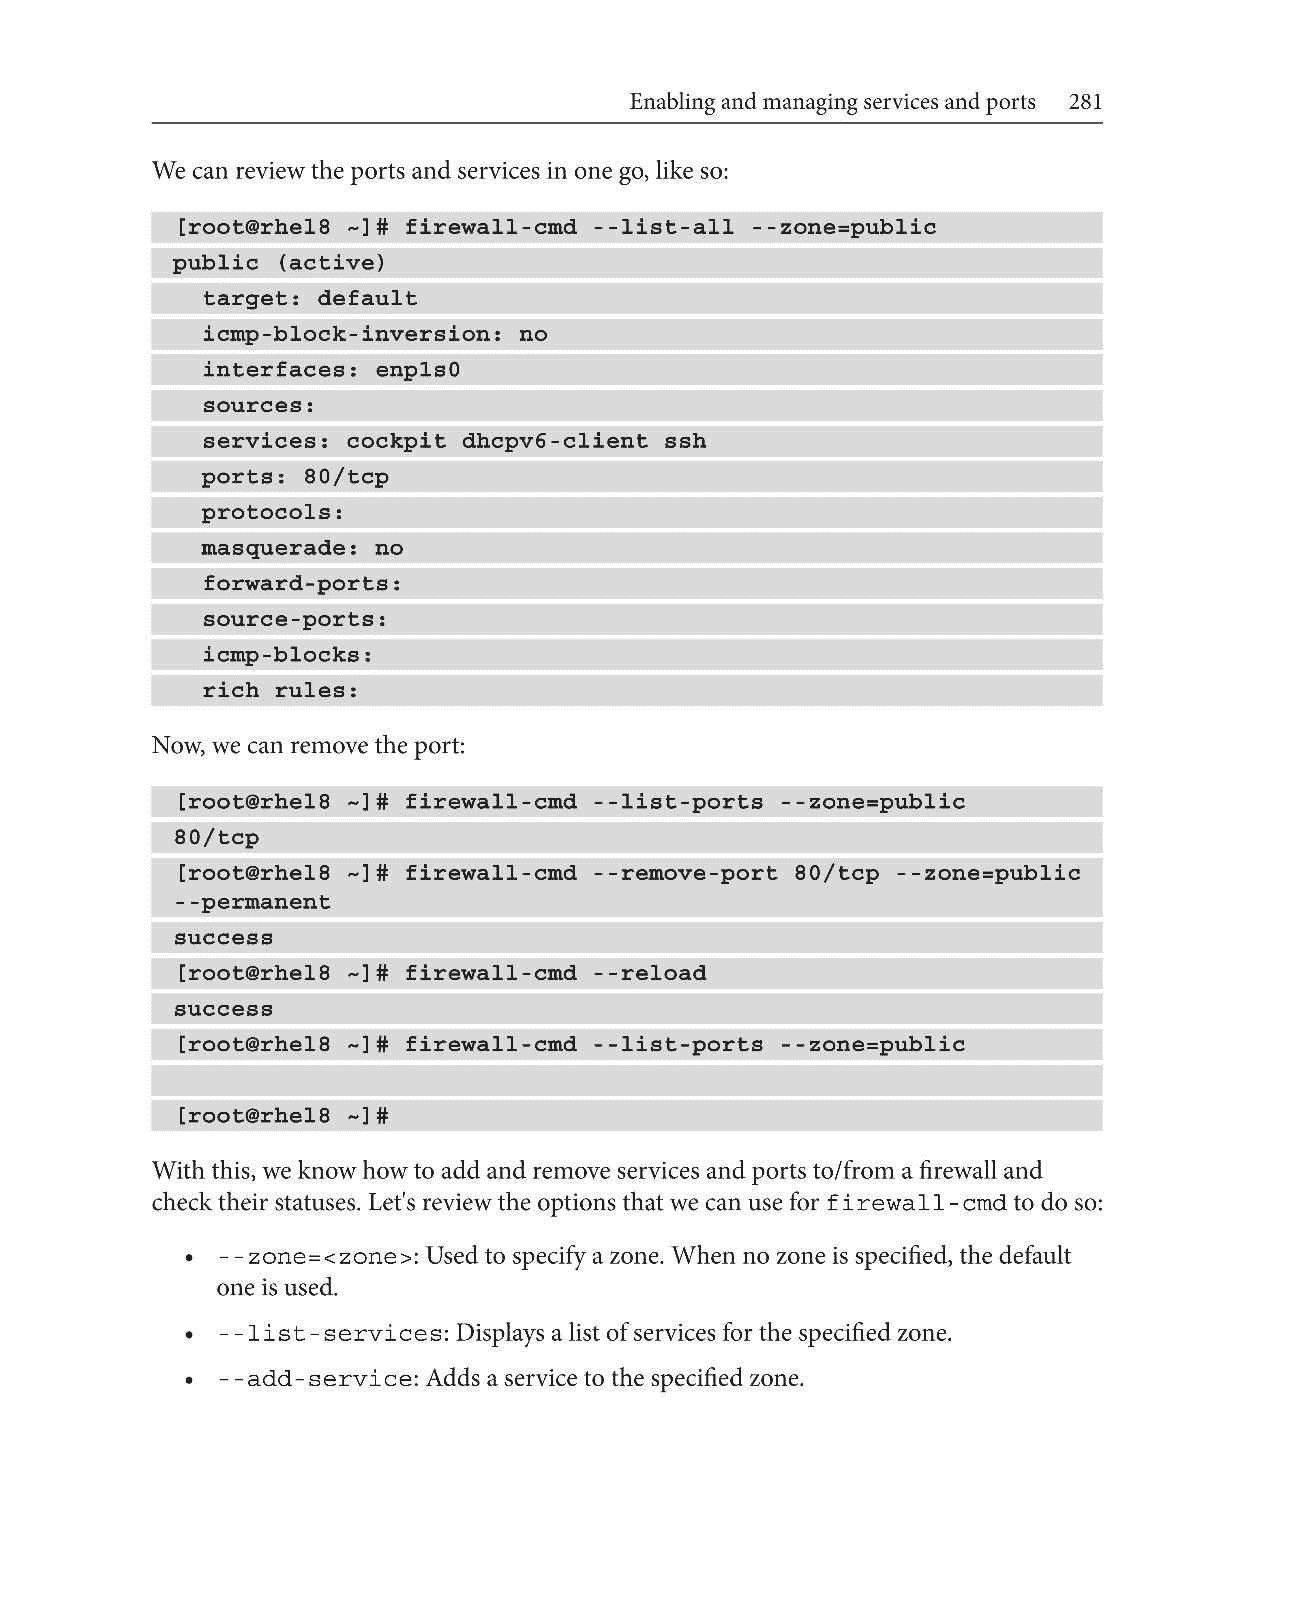 Enabling and managing services and ports 281
We can review the ports and services in one go, like so:
[root@rhel8 ~]# firewall-cmd --list-all --zone=public
public (active)
target: default
icmp-block-inversion: no
interfaces: enp1s0
sources:
services: cockpit dhcpv6-client ssh
ports: 80/tcp
protocols:
masquerade: no
forward-ports:
source-ports:
icmp-blocks:
rich rules:
Now, we can remove the port:
[root@rhel8 ~]# firewall-cmd --list-ports --zone=public
80/tcp
[root@rhel8 ~]# firewall-cmd --remove-port 80/tcp --zone=public
--permanent
success
[root@rhel8 ~]# firewall-cmd --reload
success
[root@rhel8 ~]# firewall-cmd --list-ports --zone=public
[root@rhel8 ~]#
With this, we know how to add and remove services and ports to/from a firewall and
check their statuses. Let's review the options that we can use for firewall-cmd to do so:
• --zone=<zone>: Used to specify a zone. When no zone is specified, the default
one is used.
• --list-services: Displays a list of services for the specified zone.
• --add-service: Adds a service to the specified zone.